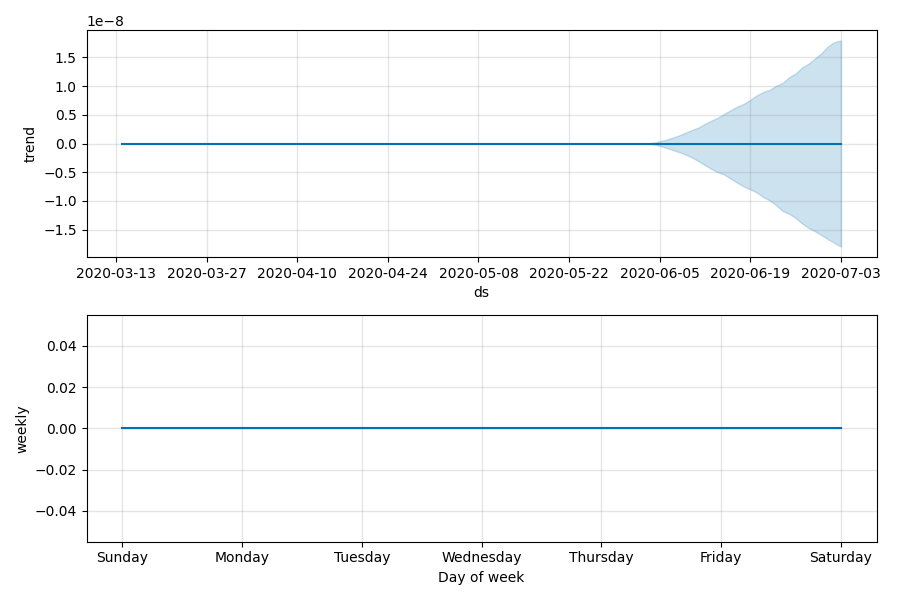 1e−8
1.5
1.0
0.5
0.0
−0.5
−1.0
−1.5
trend
2020-03-13 2020-03-27 2020-04-10 2020-04-24 2020-05-08 2020-05-22 2020-06-05 2020-06-19 2020-07-03
ds
0.04
0.02
0.00
−0.02
−0.04
weekly
Sunday Monday Tuesday Wednesday Thursday Friday Saturday
Day of week